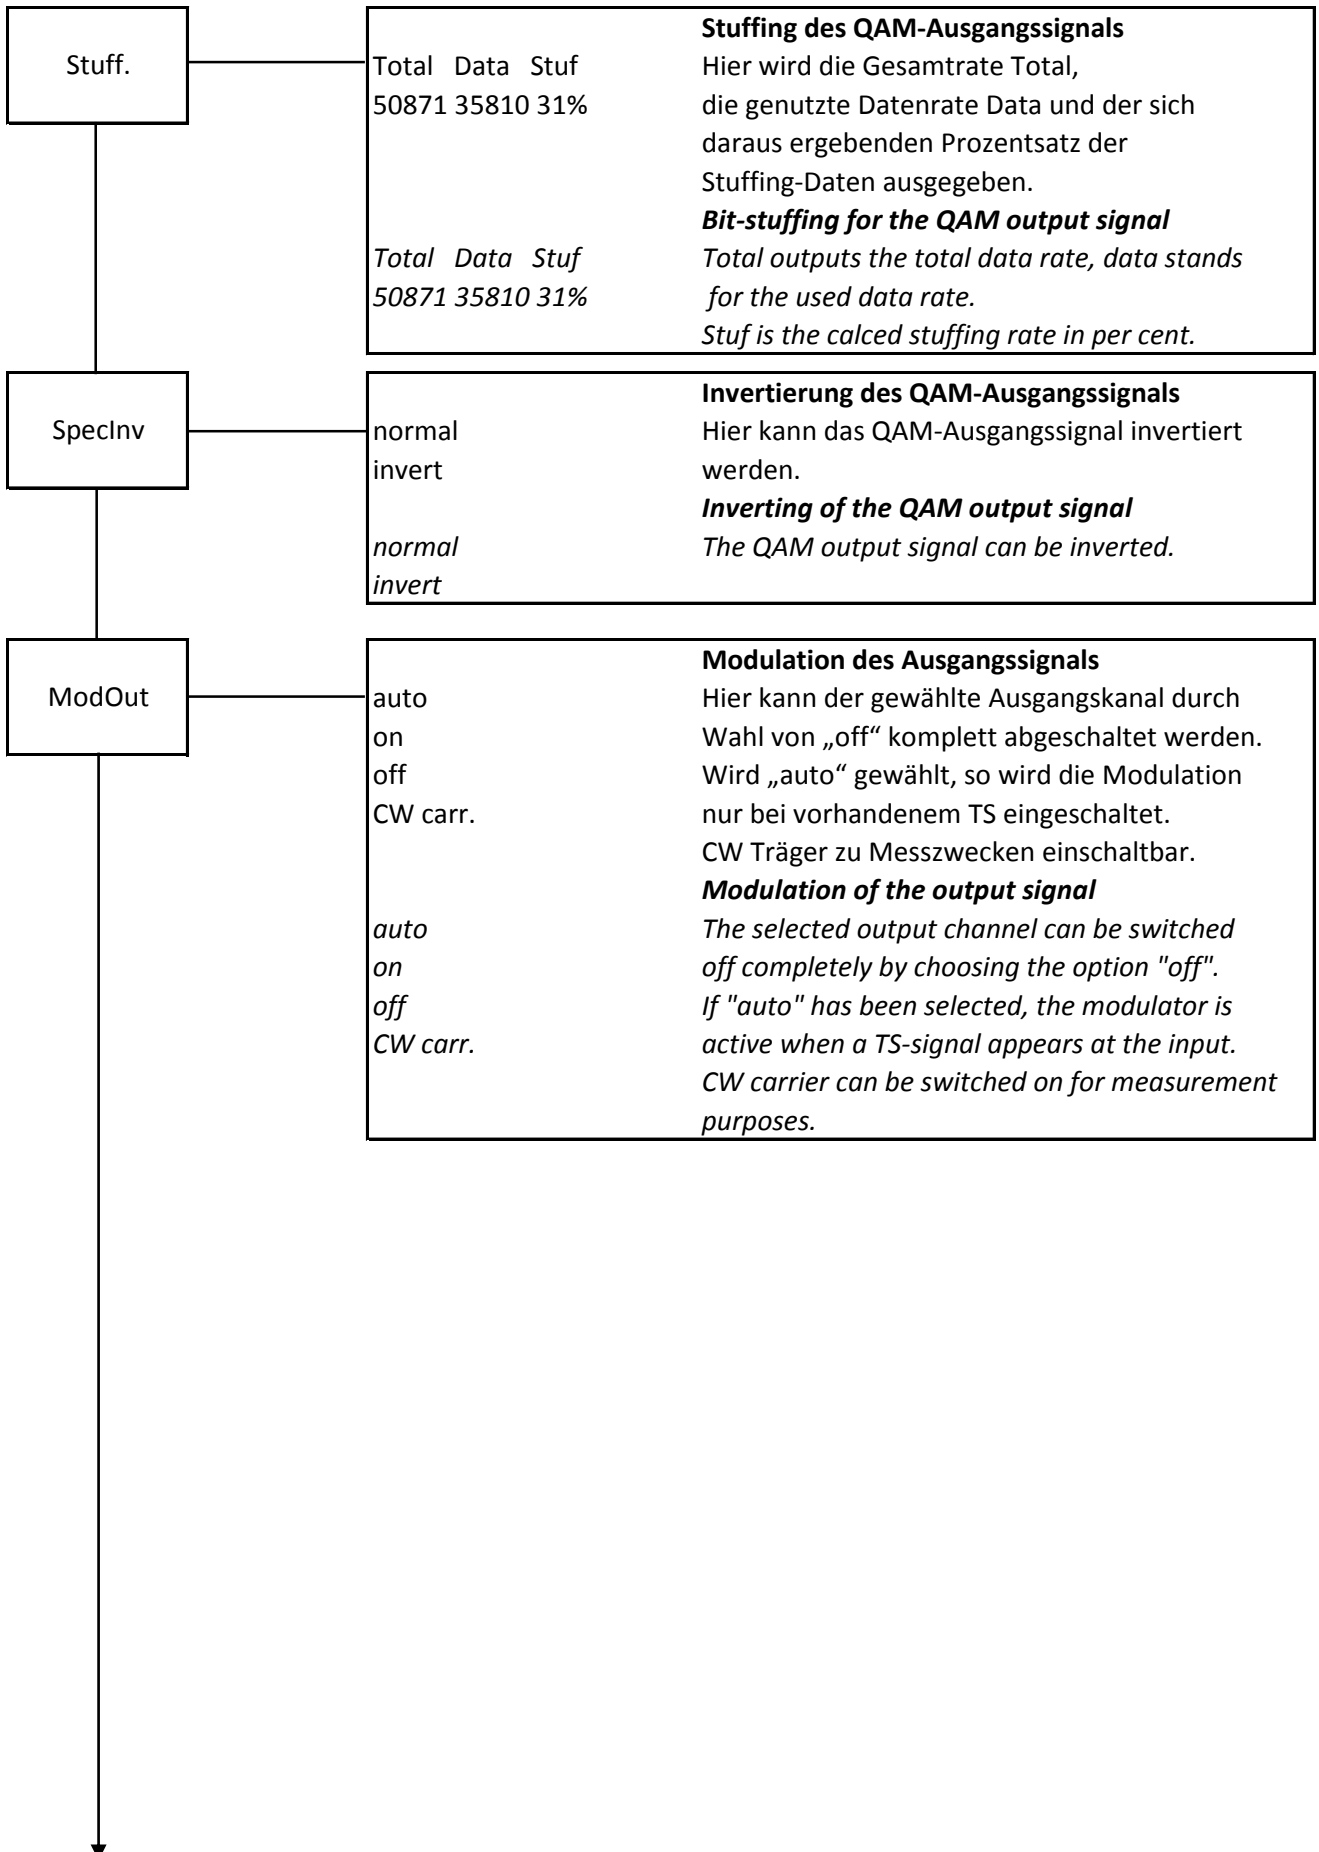 Stuffing des QAM-Ausgangssignals
Stuff.
Total Data Stuf Hier wird die Gesamtrate Total,
50871 35810 31% die genutzte Datenrate Data und der sich
daraus ergebenden Prozentsatz der
Stuffing-Daten ausgegeben.
Bit-stuffing for the QAM output signal
Total Data Stuf Total outputs the total data rate, data stands
50871 35810 31% for the used data rate.
Stuf is the calced stuffing rate in per cent.
Invertierung des QAM-Ausgangssignals
SpecInv
normal Hier kann das QAM-Ausgangssignal invertiert
invert werden.
Inverting of the QAM output signal
normal The QAM output signal can be inverted.
invert
Modulation des Ausgangssignals
ModOut
auto Hier kann der gewählte Ausgangskanal durch
on Wahl von „off“ komplett abgeschaltet werden.
off Wird „auto“ gewählt, so wird die Modulation
CW carr. nur bei vorhandenem TS eingeschaltet.
CW Träger zu Messzwecken einschaltbar.
Modulation of the output signal
auto The selected output channel can be switched
on off completely by choosing the option "off".
off If "auto" has been selected, the modulator is
CW carr. active when a TS-signal appears at the input.
CW carrier can be switched on for measurement
purposes.